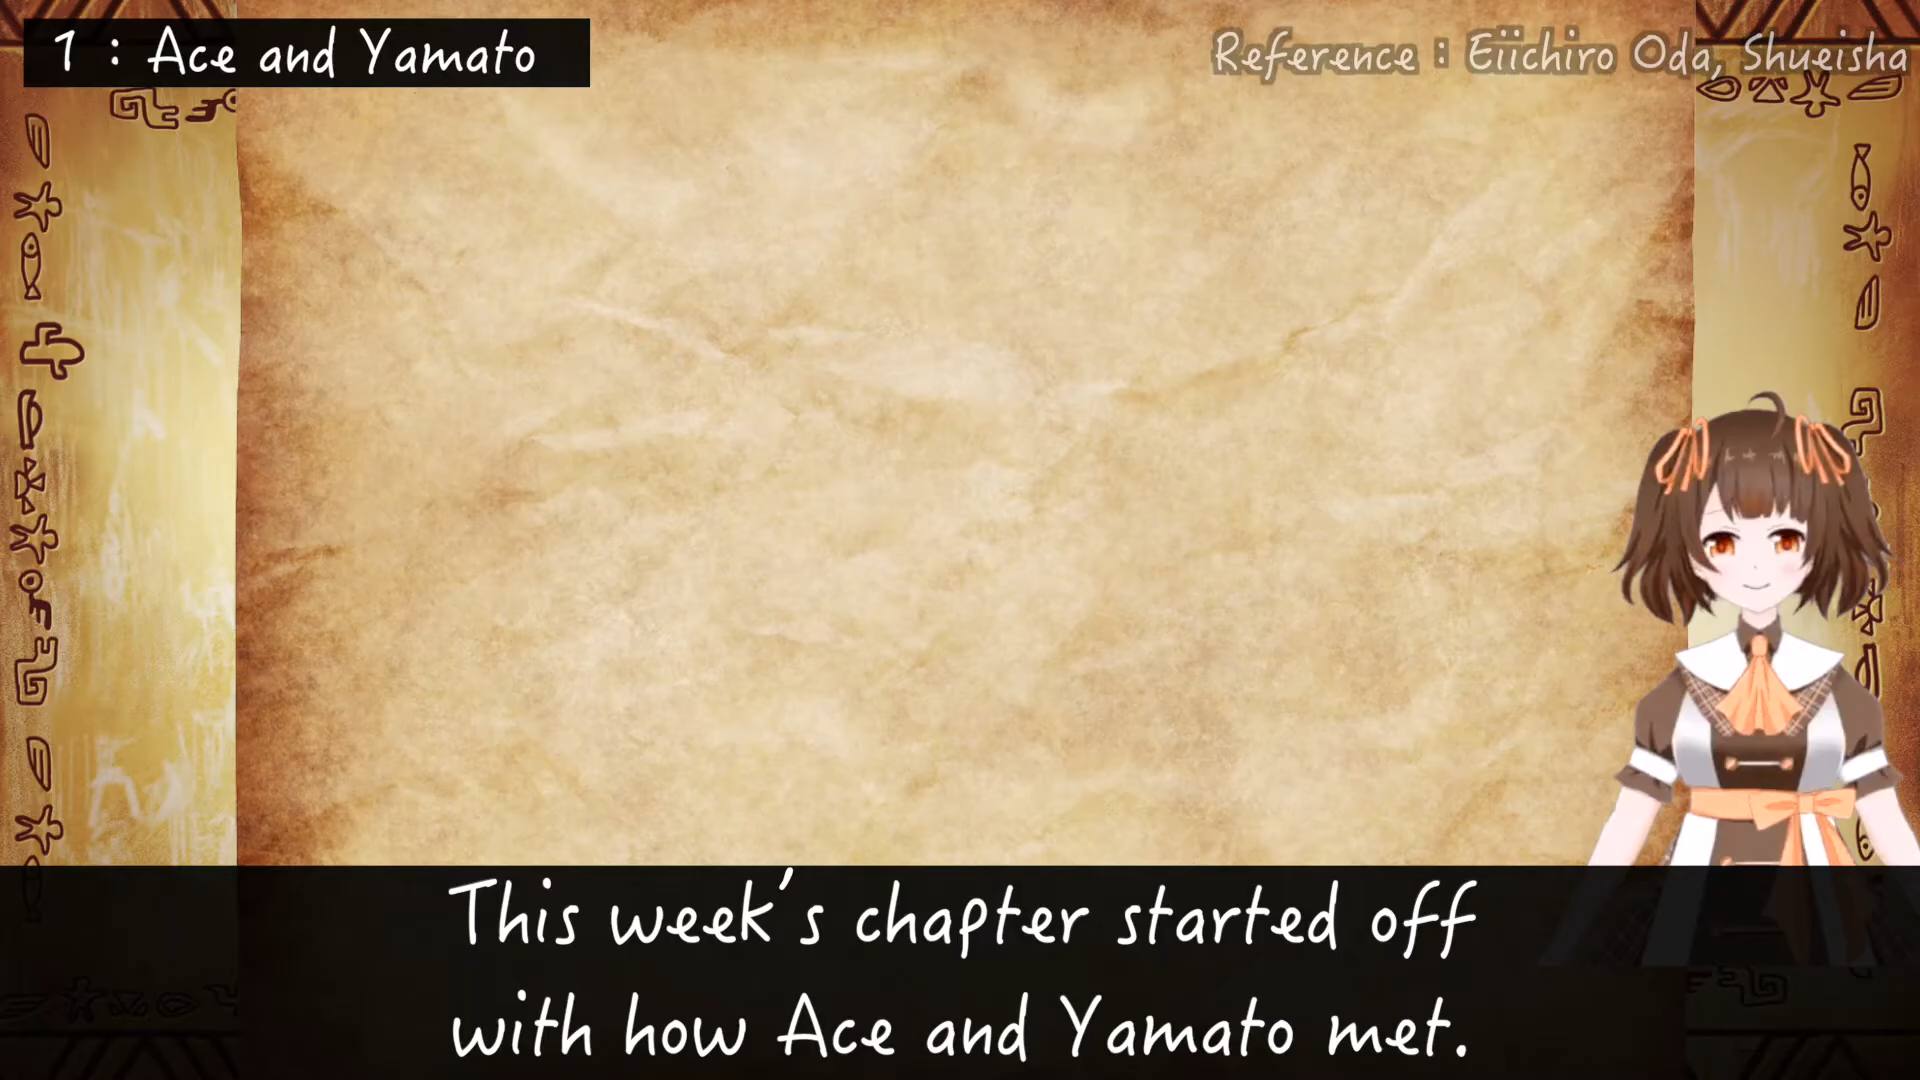 1 : Ace and Yamato
Reference : Eiichiro Oda, Shueisha
This week's chapter started off
with how Ace and Yamato met.